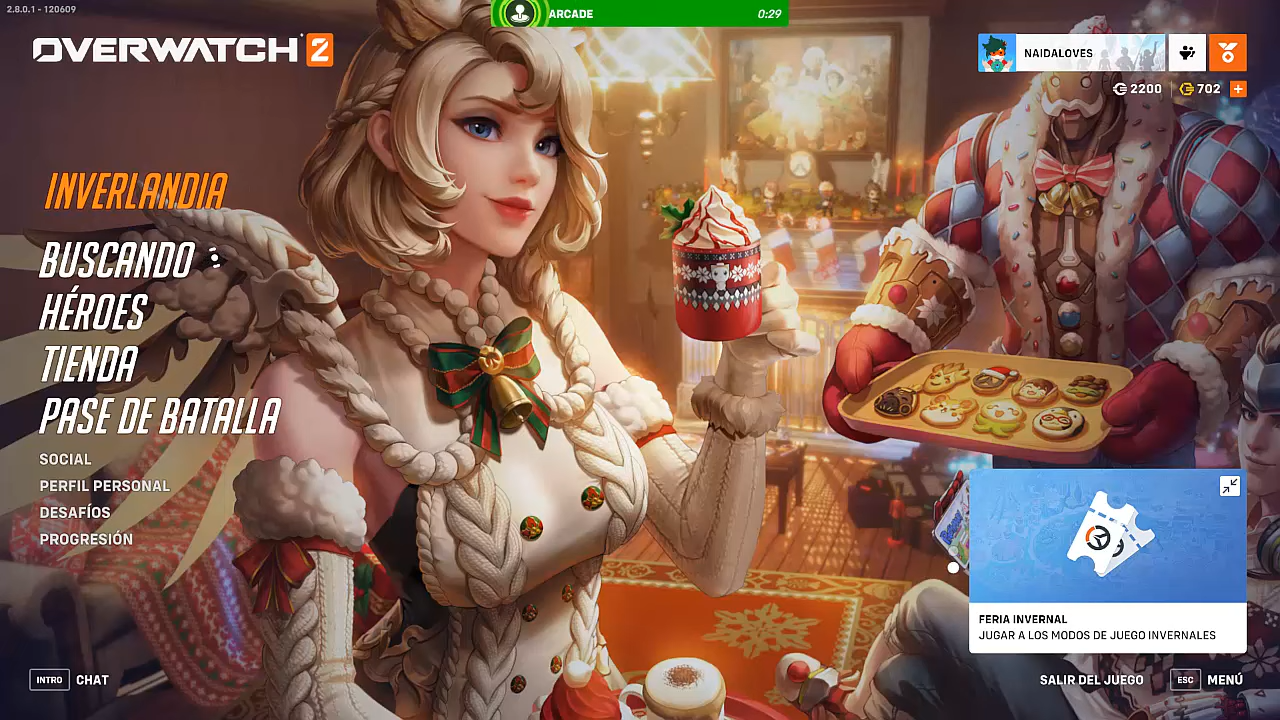 2.8.0.1 - 120609
ARCADE
0:29
OVERWATCH 2
NAIDALOVES
2200
702
INVERLANDIA
BUSCANDO
HÉROES
TIENDA
PASE DE BATALLA
SOCIAL
PERFIL PERSONAL
DESAFÍOS
PROGRESIÓN
FERIA INVERNAL
JUGAR A LOS MODOS DE JUEGO INVERNALES
INTRO CHAT
SALIR DEL JUEGO
ESC MENÚ